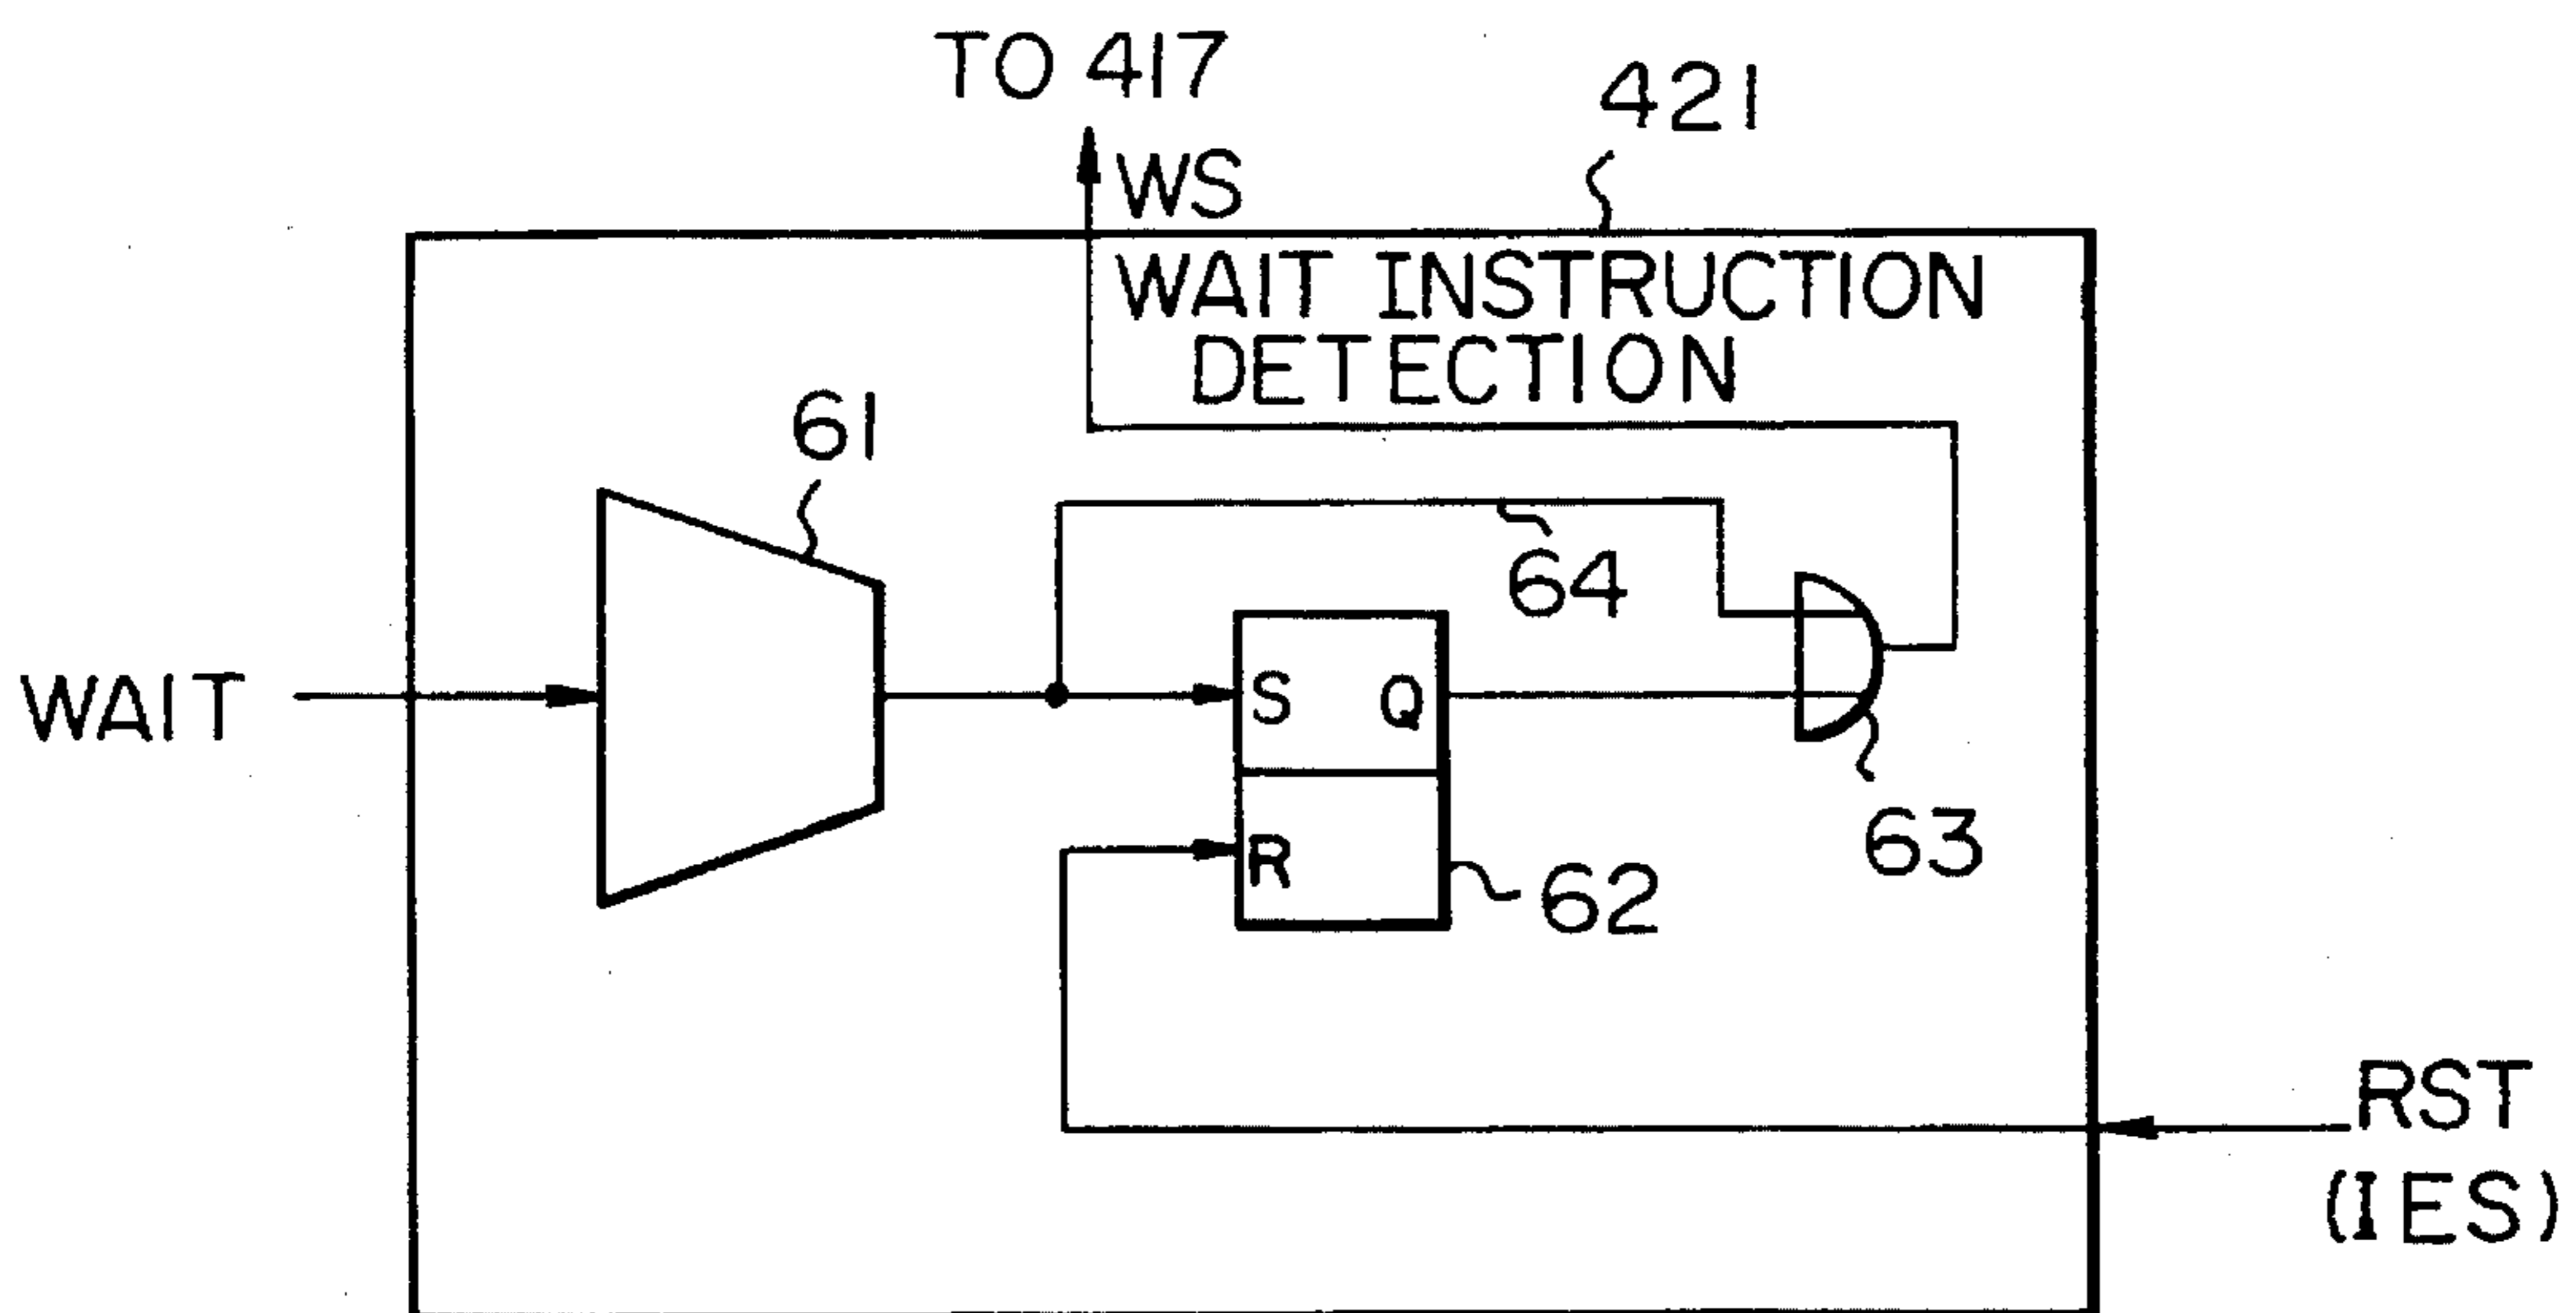 TO 417
421
WS
WAIT INSTRUCTION
DETECTION
61
64
WAIT
S Q
R
63
62
RST
(IES)